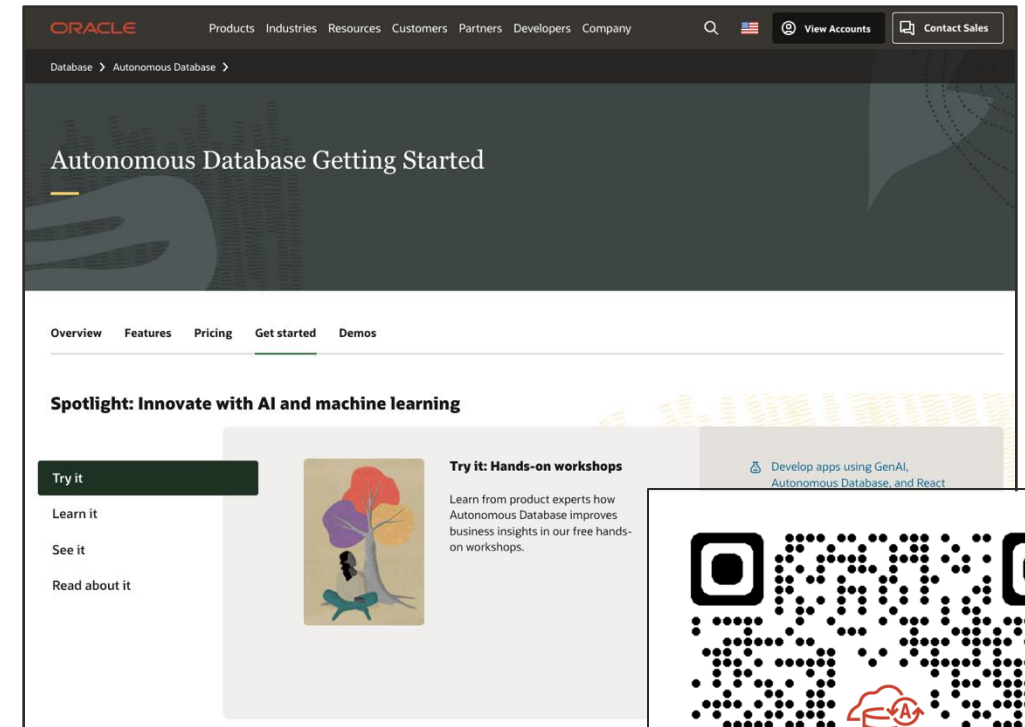 ORACLE
Products Industries Resources Customers Partners Developers Company
View Accounts
Contact Sales
Database > Autonomous Database >
Autonomous Database Getting Started
Overview Features Pricing Get started Demos
Spotlight: Innovate with AI and machine learning
Try it
Learn it
See it
Read about it
Try it: Hands-on workshops
Learn from product experts how
Autonomous Database improves
business insights in our free hands-
on workshops.
Develop apps using GenAI,
Autonomous Database, and React
A